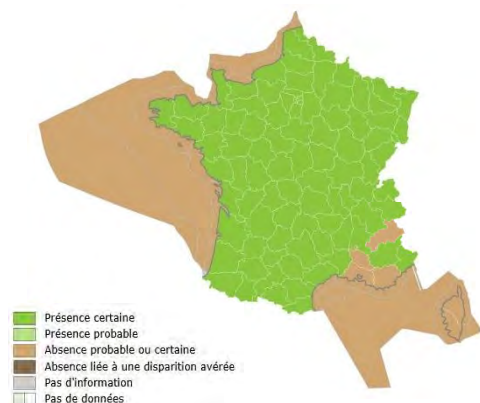 Présence certaine
Présence probable
Absence probable ou certaine
Absence liée à une disparition avérée
Pas d'information
Pas de données